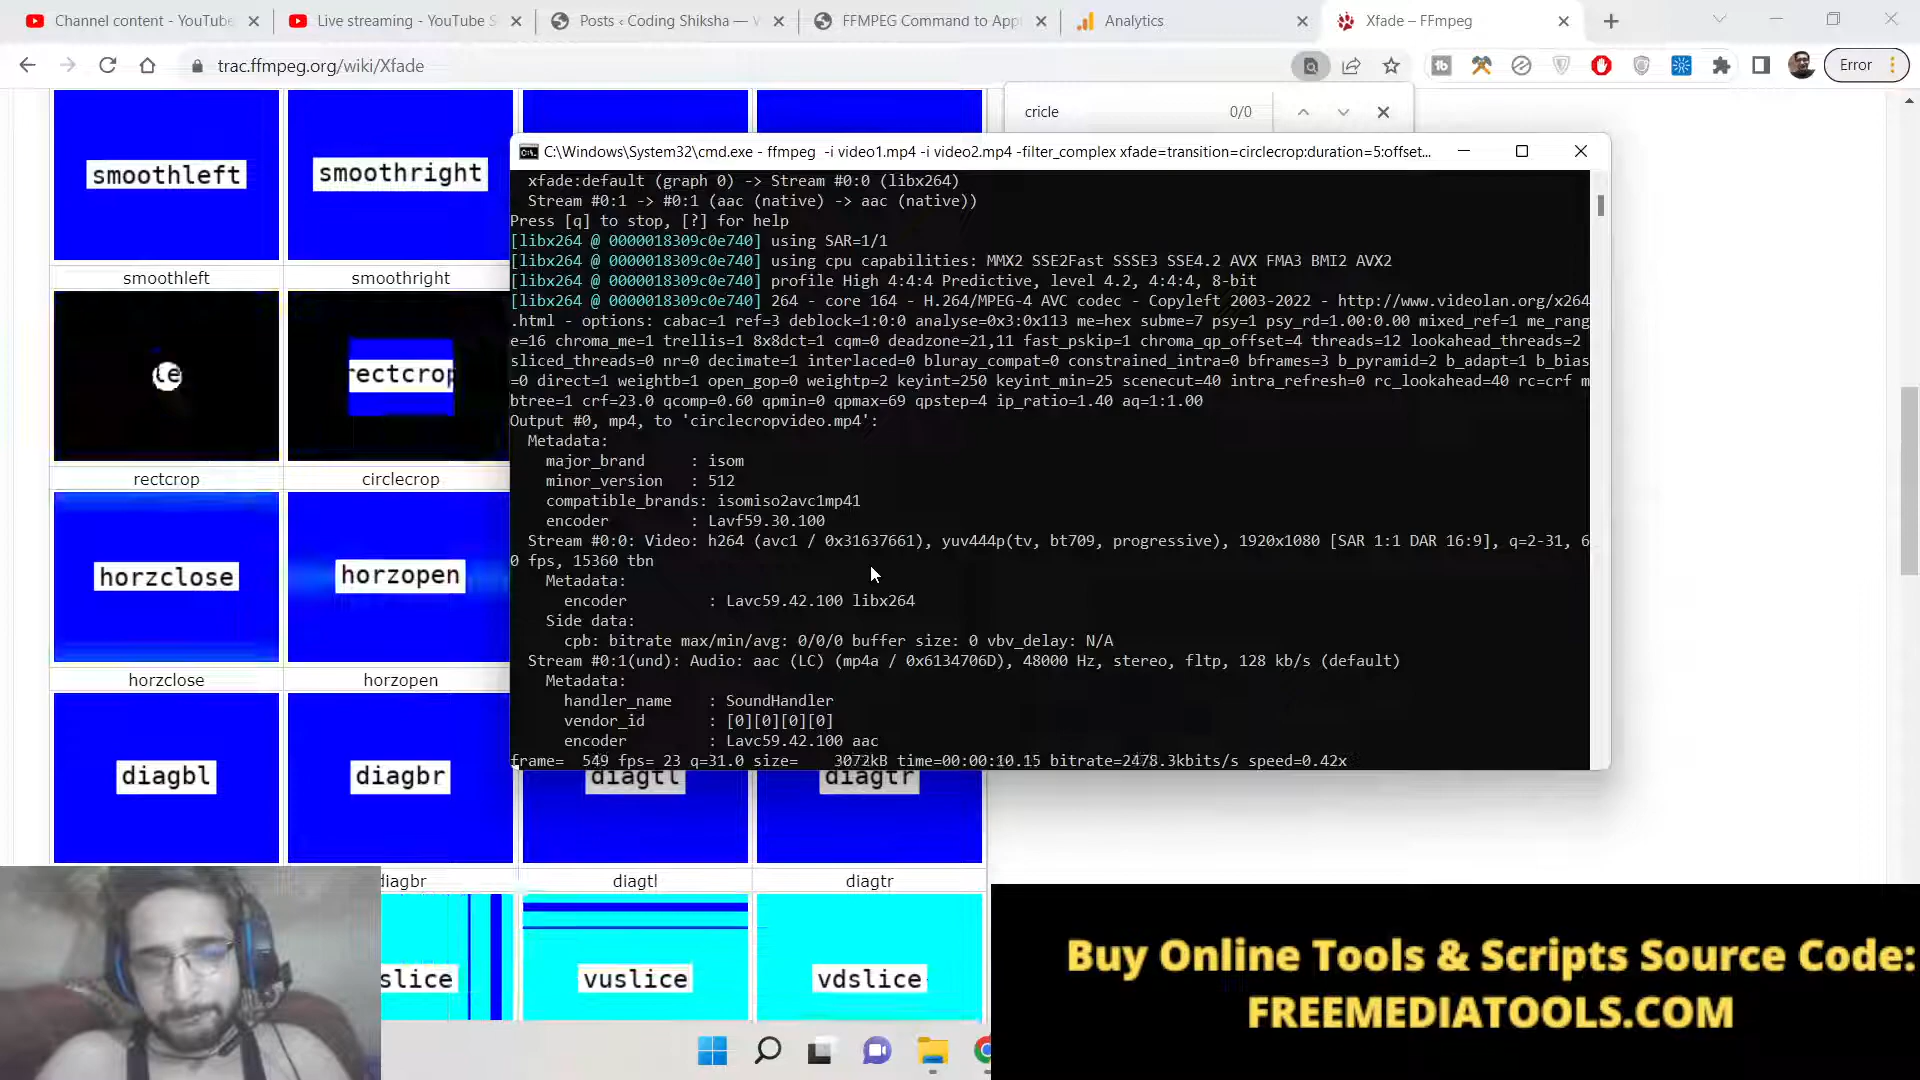 Channel content - YouTube
Live streaming - YouTube S
Posts ‹ Coding Shiksha — W
FFMPEG Command to Appl
Analytics
Xfade – FFmpeg
trac.ffmpeg.org/wiki/Xfade
Error
cricle
0/0
smoothleft
smoothright
smoothleft
smoothright
rectcrop
rectcrop
circlecrop
horzclose
horzopen
horzclose
horzopen
diagbl
diagbr
diagtl
diagtr
diagbr
diagtl
diagtr
slice
vuslice
vdslice
C:\Windows\System32\cmd.exe - ffmpeg  -i video1.mp4 -i video2.mp4 -filter_complex xfade=transition=circlecrop:duration=5:offset...
xfade:default (graph 0) -> Stream #0:0 (libx264)
Stream #0:1 -> #0:1 (aac (native) -> aac (native))
Press [q] to stop, [?] for help
[libx264 @ 0000018309c0e740] using SAR=1/1
[libx264 @ 0000018309c0e740] using cpu capabilities: MMX2 SSE2Fast SSSE3 SSE4.2 AVX FMA3 BMI2 AVX2
[libx264 @ 0000018309c0e740] profile High 4:4:4 Predictive, level 4.2, 4:4:4, 8-bit
[libx264 @ 0000018309c0e740] 264 - core 164 - H.264/MPEG-4 AVC codec - Copyleft 2003-2022 - http://www.videolan.org/x264
.html - options: cabac=1 ref=3 deblock=1:0:0 analyse=0x3:0x113 me=hex subme=7 psy=1 psy_rd=1.00:0.00 mixed_ref=1 me_rang
e=16 chroma_me=1 trellis=1 8x8dct=1 cqm=0 deadzone=21,11 fast_pskip=1 chroma_qp_offset=4 threads=12 lookahead_threads=2
sliced_threads=0 nr=0 decimate=1 interlaced=0 bluray_compat=0 constrained_intra=0 bframes=3 b_pyramid=2 b_adapt=1 b_bias
=0 direct=1 weightb=1 open_gop=0 weightp=2 keyint=250 keyint_min=25 scenecut=40 intra_refresh=0 rc_lookahead=40 rc=crf m
btree=1 crf=23.0 qcomp=0.60 qpmin=0 qpmax=69 qpstep=4 ip_ratio=1.40 aq=1:1.00
Output #0, mp4, to 'circlecropvideo.mp4':
Metadata:
major_brand     : isom
minor_version   : 512
compatible_brands: isomiso2avc1mp41
encoder         : Lavf59.30.100
Stream #0:0: Video: h264 (avc1 / 0x31637661), yuv444p(tv, bt709, progressive), 1920x1080 [SAR 1:1 DAR 16:9], q=2-31, 6
0 fps, 15360 tbn
Metadata:
encoder         : Lavc59.42.100 libx264
Side data:
cpb: bitrate max/min/avg: 0/0/0 buffer size: 0 vbv_delay: N/A
Stream #0:1(und): Audio: aac (LC) (mp4a / 0x6134706D), 48000 Hz, stereo, fltp, 128 kb/s (default)
Metadata:
handler_name    : SoundHandler
vendor_id       : [0][0][0][0]
encoder         : Lavc59.42.100 aac
frame=  549 fps= 23 q=31.0 size=    3072kB time=00:00:10.15 bitrate=2478.3kbits/s speed=0.42x
Buy Online Tools & Scripts Source Code:
FREEMEDIATOOLS.COM